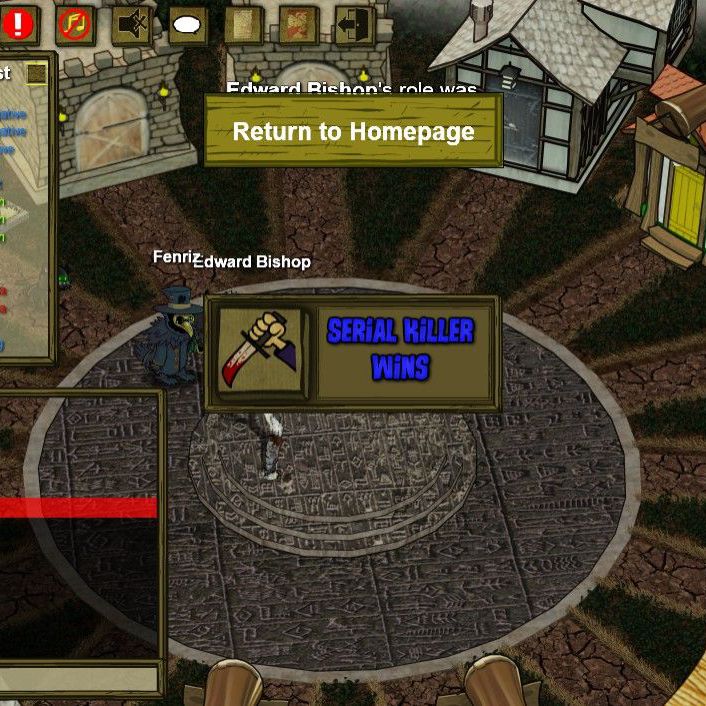 Edward Bishop's role was
Return to Homepage
Fenriz
Edward Bishop
SERIAL KILLER
WINS